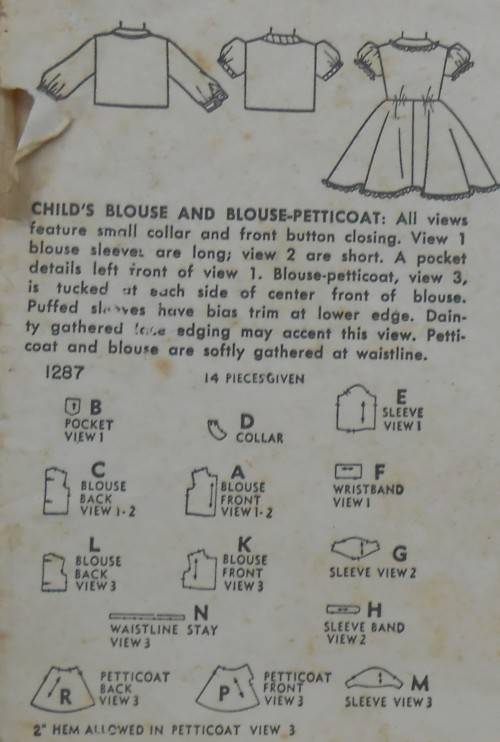 CHILD'S BLOUSE AND BLOUSE-PETTICOAT: All views
feature small collar and front button closing. View 1
blouse sleeves are long; view 2 are short. A pocket
details left front of view 1. Blouse-petticoat, view 3,
is tucked at each side of center front of blouse.
Puffed sleeves have bias trim at lower edge. Dain-
ty gathered lace edging may accent this view. Petti-
coat and blouse are softly gathered at waistline.
1287 14 PIECES GIVEN
B
POCKET
VIEW 1
D
COLLAR
E
SLEEVE
VIEW 1
C
BLOUSE
BACK
VIEW 1-2
A
BLOUSE
FRONT
VIEW 1-2
F
WRISTBAND
VIEW 1
L
BLOUSE
BACK
VIEW 3
K
BLOUSE
FRONT
VIEW 3
G
SLEEVE VIEW 2
N
WAISTLINE STAY
VIEW 3
H
SLEEVE BAND
VIEW 2
R
PETTICOAT
BACK
VIEW 3
P
PETTICOAT
FRONT
VIEW 3
M
SLEEVE VIEW 3
2" HEM ALLOWED IN PETTICOAT VIEW 3